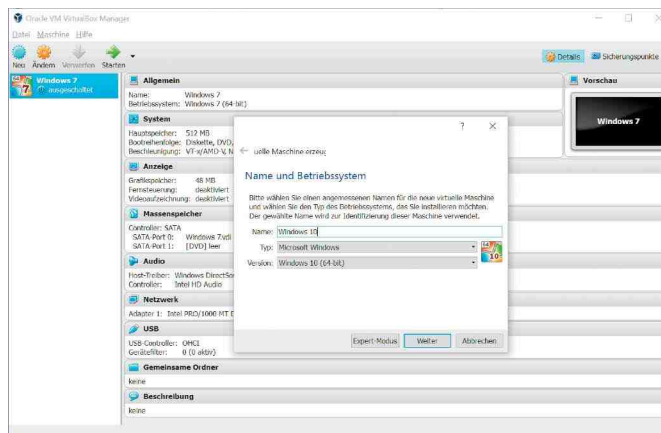 Oracle VM VirtualBox Manager
Datei Maschine Hilfe
Neu Ändern Verwerfen Starten
Details Sicherungspunkte
Windows 7
ausgeschaltet
Allgemein
Name: Windows 7
Betriebssystem: Windows 7 (64-bit)
System
Hauptspeicher: 512 MB
Bootreihenfolge: Diskette, DVD,
Beschleunigung: VT-x/AMD-V, N
Anzeige
Grafikspeicher: 48 MB
Fernsteuerung: deaktiviert
Videoaufzeichnung: deaktiviert
Massenspeicher
Controller: SATA
SATA-Port 0: Windows 7.vdi
SATA-Port 1: [DVD] leer
Audio
Host-Treiber: Windows DirectSo
Controller: Intel HD Audio
Netzwerk
Adapter 1: Intel PRO/1000 MT D
USB
USB-Controller: OHCI
Gerätefilter: 0 (0 aktiv)
Gemeinsame Ordner
keine
Beschreibung
keine
Vorschau
Windows 7
uelle Maschine erzeug
Name und Betriebssystem
Bitte wählen Sie einen angemessenen Namen für die neue virtuelle Maschine
und wählen Sie den Typ des Betriebssystems, das Sie installieren möchten.
Der gewählte Name wird zur Identifizierung dieser Maschine verwendet.
Name: Windows 10
Typ: Microsoft Windows
Version: Windows 10 (64-bit)
64
10
Expert-Modus Weiter Abbrechen